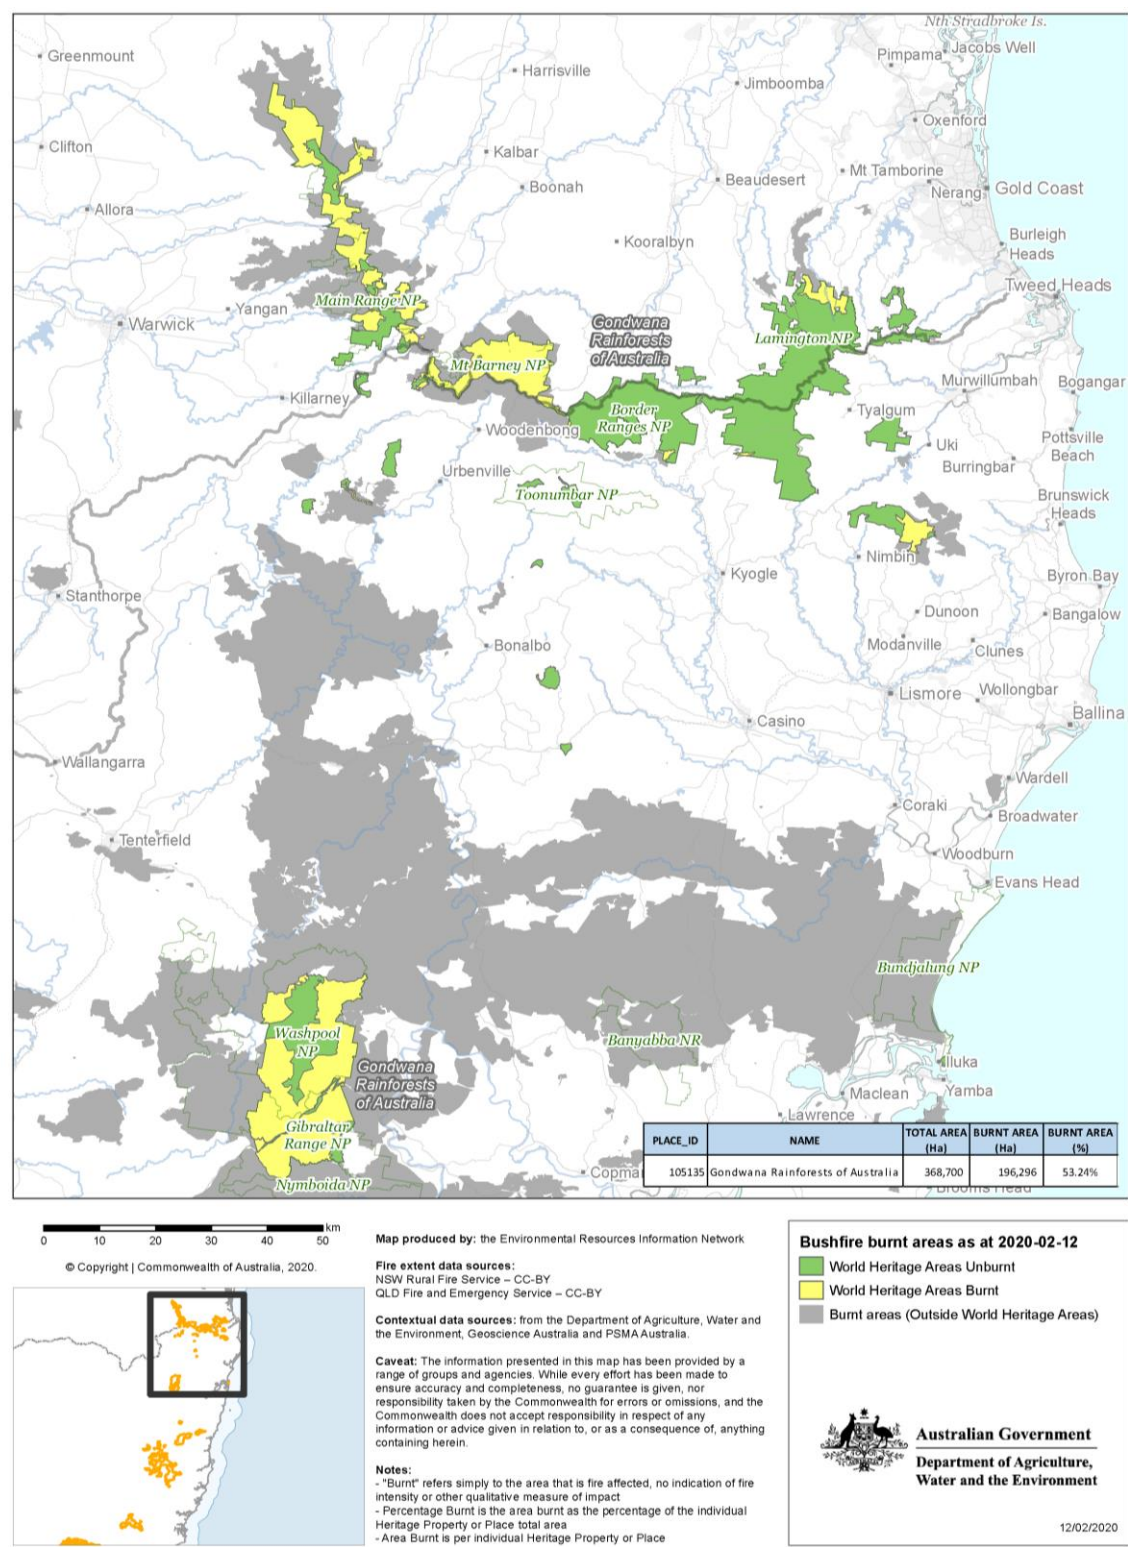 Nth Stradbroke Is.
Greenmount
Pimpama
Jacobs Well
Harrisville
Jimboomba
Oxenford
Clifton
Kalbar
Mt Tamborine
Beaudesert
Boonah
Nerang
Gold Coast
Allora
Kooralbyn
Burleigh
Heads
Tweed Heads
Main Range NP
Yangan
Warwick
Gondwana
Rainforests
of Australia
Lamington NP
Mt Barney NP
Murwillumbah
Bogangar
Killarney
Border
Ranges NP
Tyalgum
Woodenbong
Uki
Pottsville
Beach
Urbenville
Burringbar
Toonumbar NP
Brunswick
Heads
Nimbin
Kyogle
Byron Bay
Stanthorpe
Dunoon
Bangalow
Bonalbo
Modanville
Clunes
Lismore
Wollongbar
Casino
Ballina
Wallangarra
Wardell
Coraki
Broadwater
Tenterfield
Woodburn
Evans Head
Bundjalung NP
Washpool
NP
Banyabba NR
Iluka
Gondwana
Rainforests
of Australia
Maclean
Yamba
Lawrence
Gibraltar
Range NP
Nymboida NP
Copma
PLACE_ID NAME TOTAL AREA (Ha) BURNT AREA (Ha) BURNT AREA (%)
105135 Gondwana Rainforests of Australia 368,700 196,296 53.24%
Brooms Head
0 10 20 30 40 50 km
© Copyright | Commonwealth of Australia, 2020.
Map produced by: the Environmental Resources Information Network
Fire extent data sources:
NSW Rural Fire Service – CC-BY
QLD Fire and Emergency Service – CC-BY
Contextual data sources: from the Department of Agriculture, Water and
the Environment, Geoscience Australia and PSMA Australia.
Caveat: The information presented in this map has been provided by a
range of groups and agencies. While every effort has been made to
ensure accuracy and completeness, no guarantee is given, nor
responsibility taken by the Commonwealth for errors or omissions, and the
Commonwealth does not accept responsibility in respect of any
information or advice given in relation to, or as a consequence of, anything
containing herein.
Notes:
- "Burnt" refers simply to the area that is fire affected, no indication of fire
intensity or other qualitative measure of impact
- Percentage Burnt is the area burnt as the percentage of the individual
Heritage Property or Place total area
- Area Burnt is per individual Heritage Property or Place
Bushfire burnt areas as at 2020-02-12
World Heritage Areas Unburnt
World Heritage Areas Burnt
Burnt areas (Outside World Heritage Areas)
Australian Government
Department of Agriculture,
Water and the Environment
12/02/2020